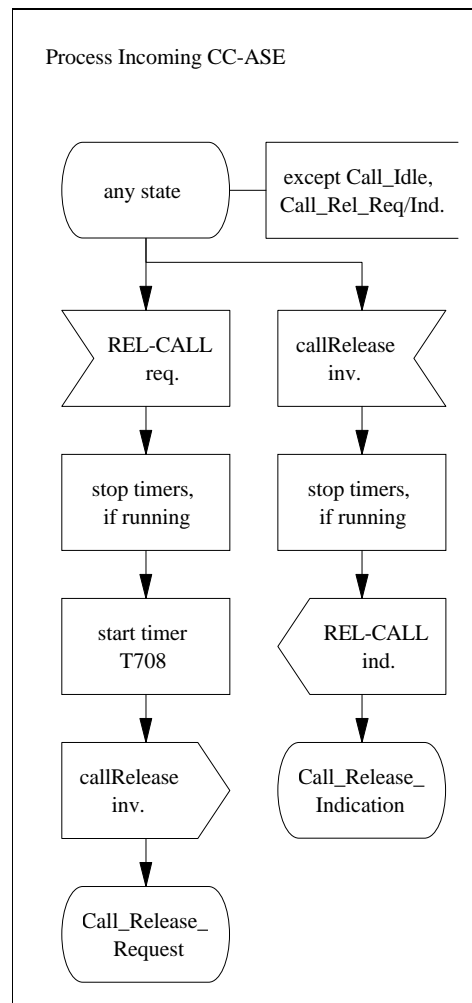 Process Incoming CC-ASE
any state
except Call_Idle,
Call_Rel_Req/Ind.
REL-CALL
req.
stop timers,
if running
start timer
T708
callRelease
inv.
Call_Release_
Request
callRelease
inv.
stop timers,
if running
REL-CALL
ind.
Call_Release_
Indication